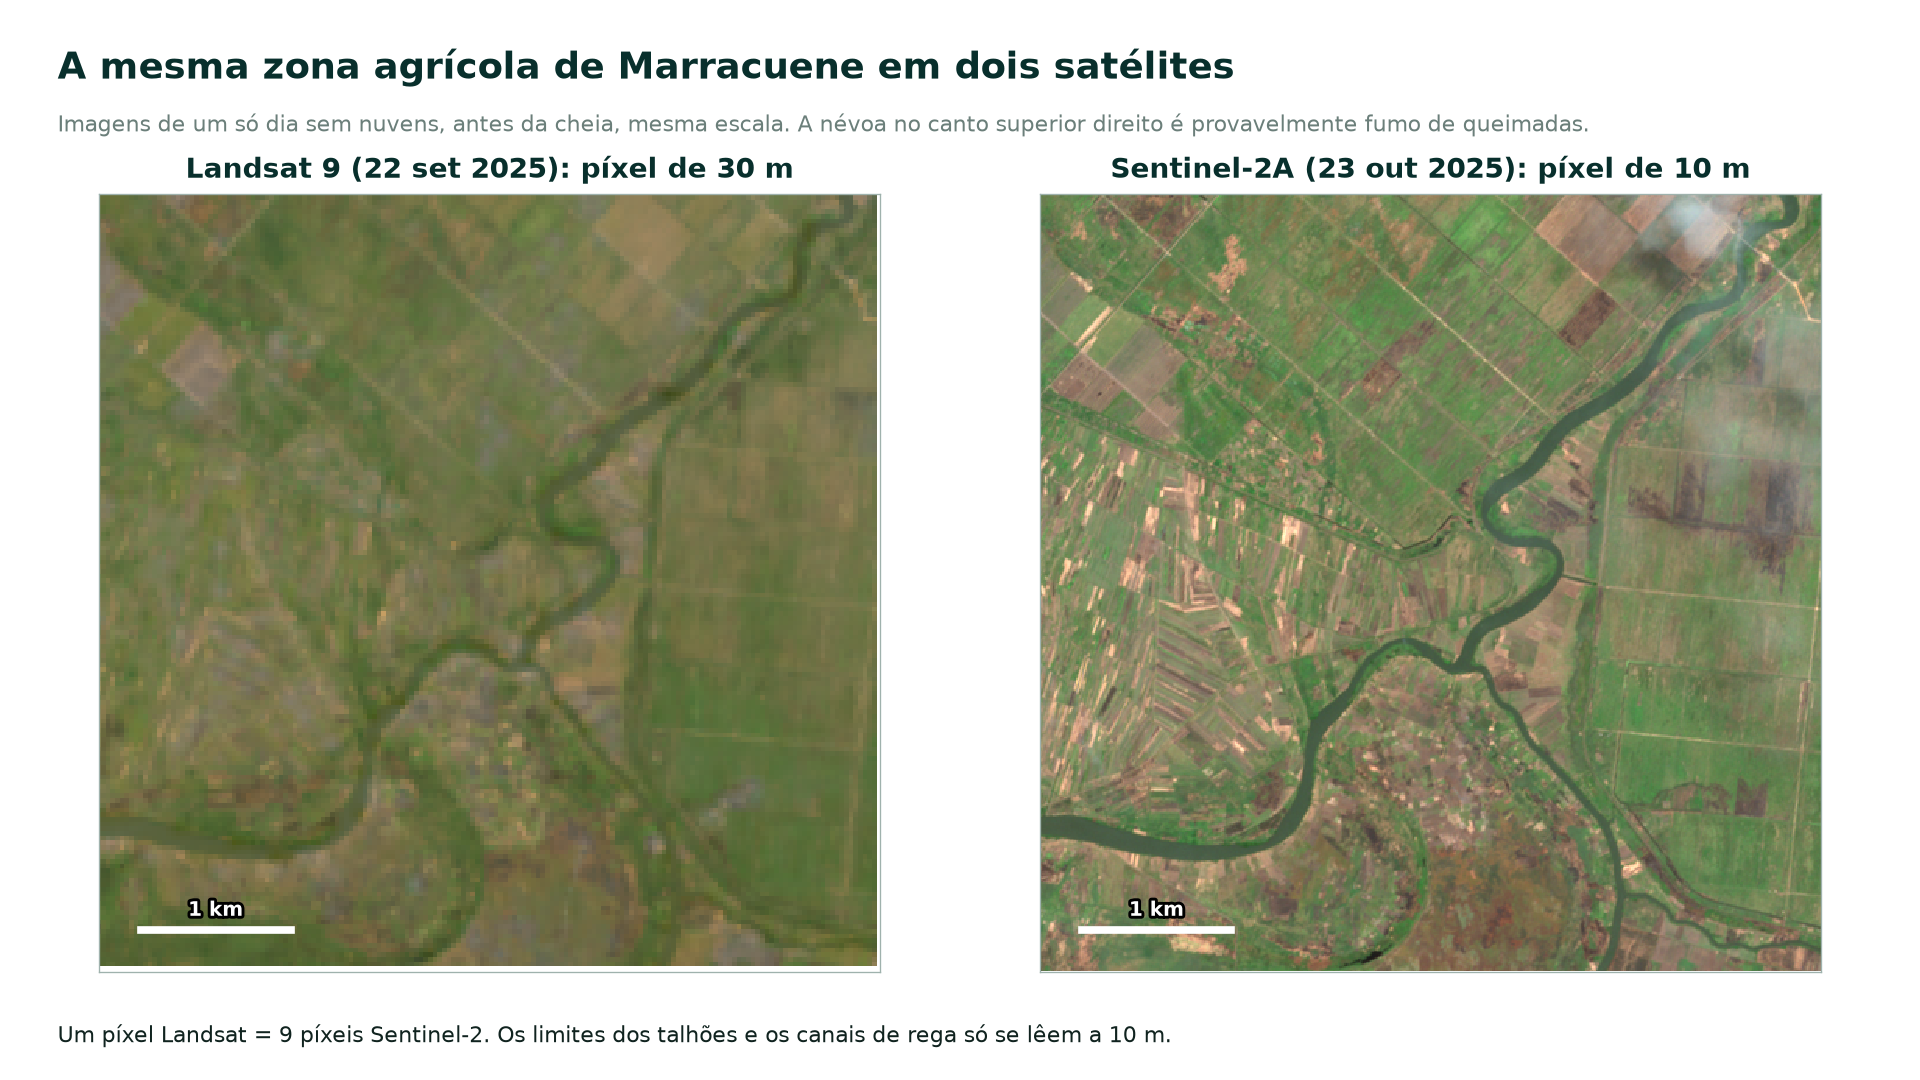 A mesma zona agrícola de Marracuene em dois satélites
Imagens de um só dia sem nuvens, antes da cheia, mesma escala. A névoa no canto superior direito é provavelmente fumo de queimadas.
Landsat 9 (22 set 2025): píxel de 30 m
Sentinel-2A (23 out 2025): píxel de 10 m
1 km
1 km
Um píxel Landsat = 9 píxeis Sentinel-2. Os limites dos talhões e os canais de rega só se lêem a 10 m.